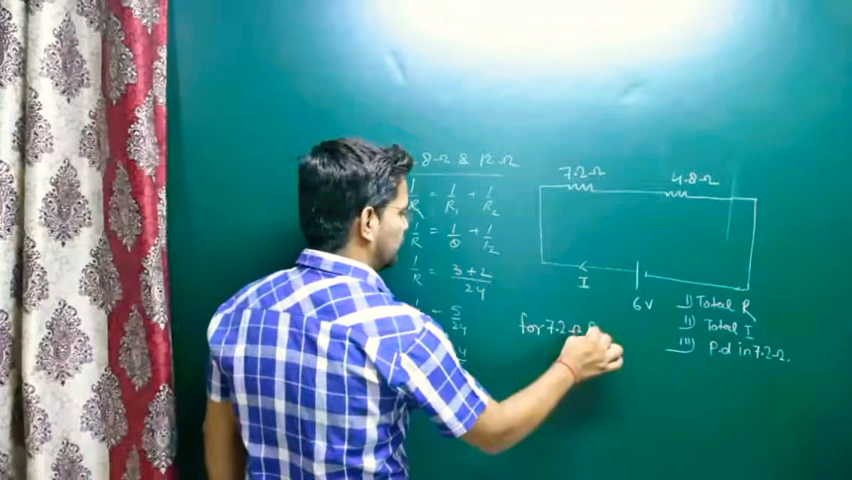 8Ω & 12Ω
1/R = 1/R₁ + 1/R₂
1/R = 1/8 + 1/12
1/R = 3+2/24
5/24
7.2Ω
4.8Ω
I
6V
i) Total R
ii) Total I
iii) P.d in 7.2Ω.
for 7.2Ω